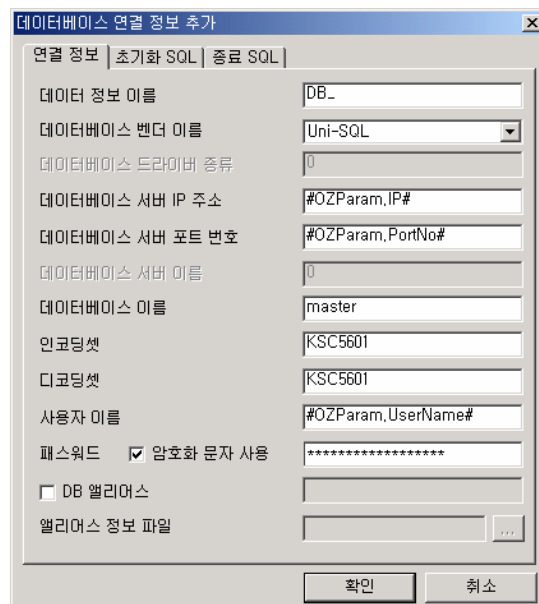 데이터베이스 연결 정보 추가
연결 정보 초기화 SQL 종료 SQL
데이터 정보 이름 DB_
데이터베이스 벤더 이름 Uni-SQL
데이터베이스 드라이버 종류 0
데이터베이스 서버 IP 주소 #OZParam.IP#
데이터베이스 서버 포트 번호 #OZParam.PortNo#
데이터베이스 서버 이름 0
데이터베이스 이름 master
인코딩셋 KSC5601
디코딩셋 KSC5601
사용자 이름 #OZParam.UserName#
패스워드 암호화 문자 사용 ******************
DB 앨리어스
앨리어스 정보 파일 ...
확인 취소